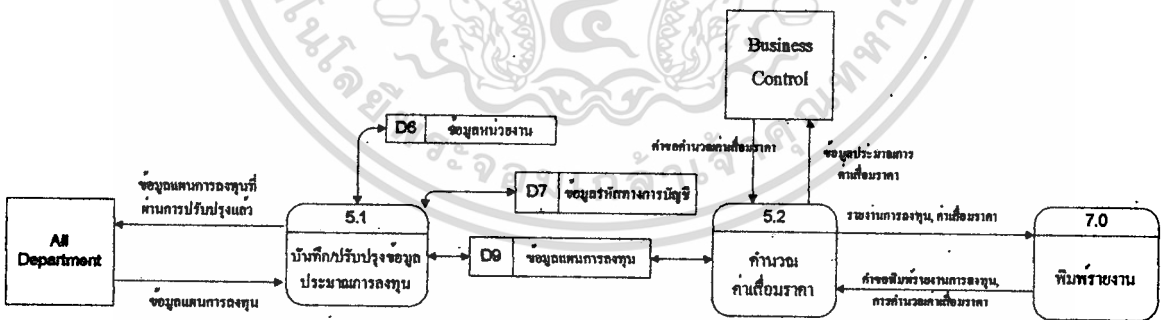 Business
Control
D6 ข้อมูลหน่วยงาน
คำขอคำนวณค่าเสื่อมราคา
ข้อมูลประมาณการ
ค่าเสื่อมราคา
ข้อมูลแผนการลงทุนที่
ผ่านการปรับปรุงแล้ว
D7 ข้อมูลรหัสทางการบัญชี
All
Department
5.1
บันทึก/ปรับปรุงข้อมูล
ประมาณการลงทุน
D9 ข้อมูลแผนการลงทุน
5.2
คำนวณ
ค่าเสื่อมราคา
รายงานการลงทุน, ค่าเสื่อมราคา
7.0
พิมพ์รายงาน
คำขอพิมพ์รายงานการลงทุน,
การคำนวณค่าเสื่อมราคา
ข้อมูลแผนการลงทุน